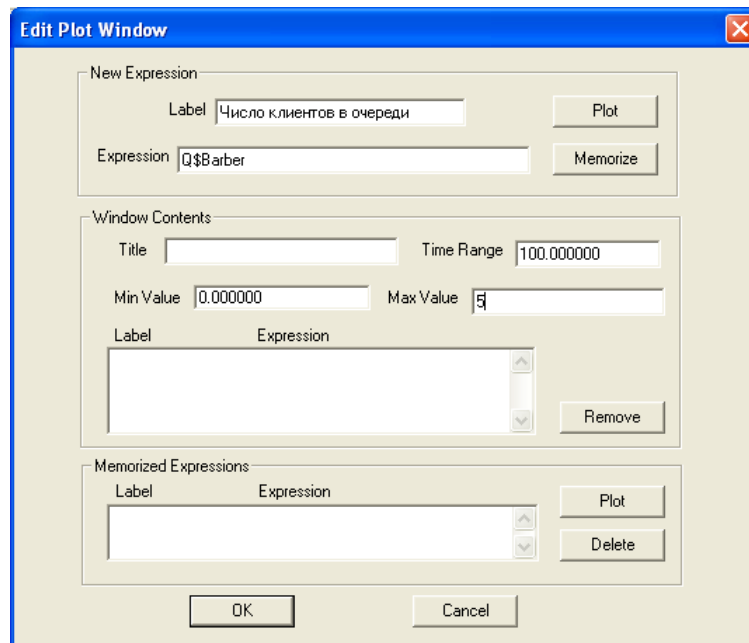 Edit Plot Window
New Expression
Label Число клиентов в очереди Plot
Expression Q$Barber Memorize
Window Contents
Title Time Range 100.000000
Min Value 0.000000 Max Value 5
Label Expression
Remove
Memorized Expressions
Label Expression
Plot
Delete
OK Cancel